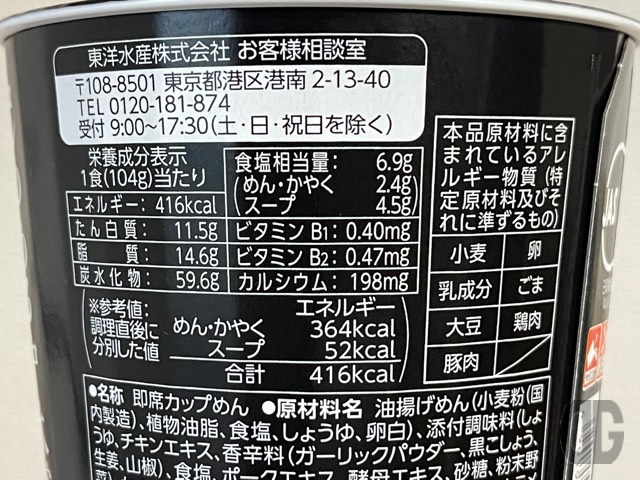 東洋水産株式会社 お客様相談室
〒108-8501 東京都港区港南2-13-40
TEL 0120-181-874
受付 9:00~17:30(土・日・祝日を除く)
栄養成分表示
1食(104g)当たり
エネルギー: 416kcal
たん白質: 11.5g
脂質: 14.6g
炭水化物: 59.6g
食塩相当量: 6.9g
(めん・かやく 2.4g
スープ 4.5g)
ビタミンB1: 0.40mg
ビタミンB2: 0.47mg
カルシウム: 198mg
※参考値:
調理直後に
分別した値
エネルギー
めん・かやく 364kcal
スープ 52kcal
合計 416kcal
本品原材料に含
まれているアレ
ルギー物質(特
定原材料及びそ
れに準ずるもの)
小麦 卵
乳成分 ごま
大豆 鶏肉
豚肉
●名称 即席カップめん ●原材料名 油揚げめん(小麦粉(国
内製造)、植物油脂、食塩、しょうゆ、卵白)、添付調味料(しょ
うゆ、チキンエキス、香辛料(ガーリックパウダー、黒こしょう、
生姜、山椒)、食塩、ポークエキス、酵母エキス、砂糖、粉末野
JAS
OG